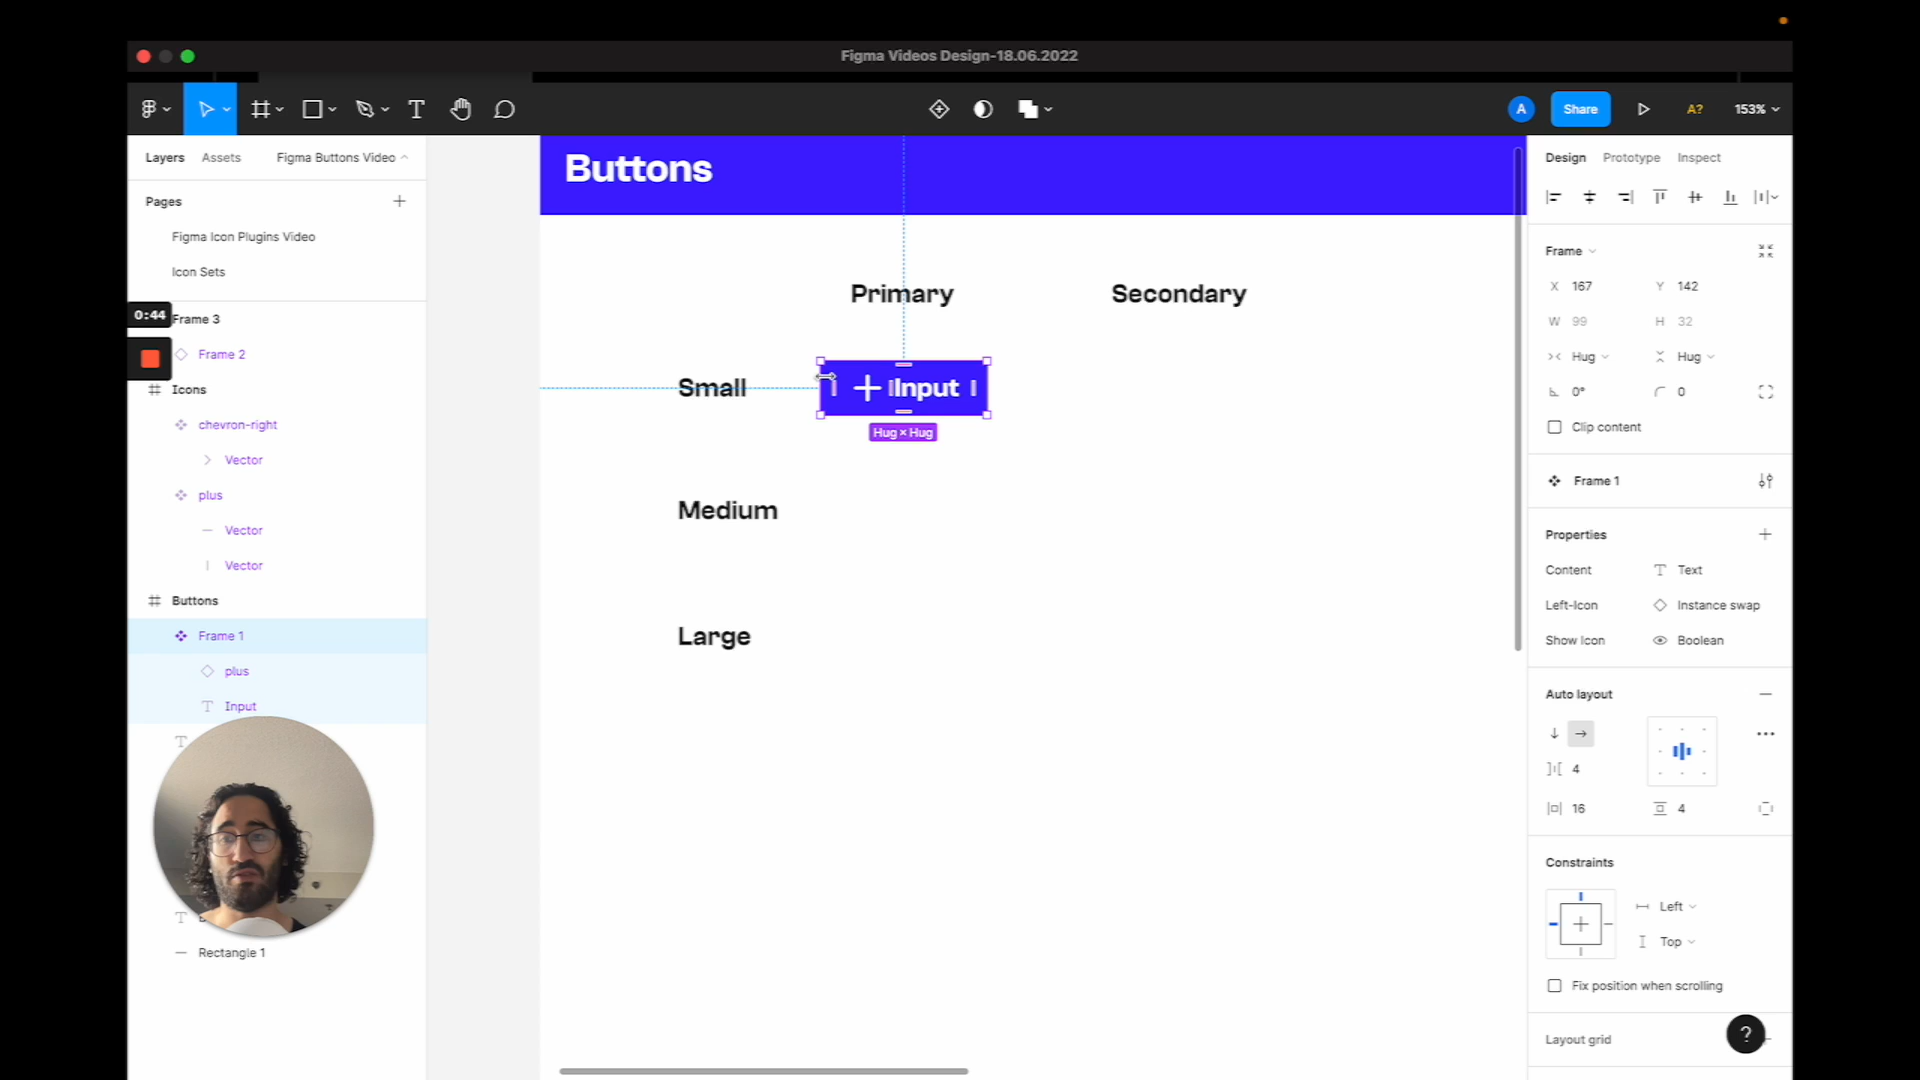 Figma Videos Design-18.06.2022
A
Share
A?
153%
Layers
Assets
Figma Buttons Video
Pages
Figma Icon Plugins Video
Icon Sets
0:44
Frame 3
Frame 2
Icons
chevron-right
Vector
plus
Vector
Vector
Buttons
Frame 1
plus
Input
Rectangle 1
Buttons
Primary
Secondary
Small
Input
Hug × Hug
Medium
Large
Design
Prototype
Inspect
Frame
X 167
Y 142
W 99
H 32
Hug
Hug
0°
0
Clip content
Frame 1
Properties
Content
Text
Left-Icon
Instance swap
Show Icon
Boolean
Auto layout
4
16
4
Constraints
Left
Top
Fix position when scrolling
Layout grid
?